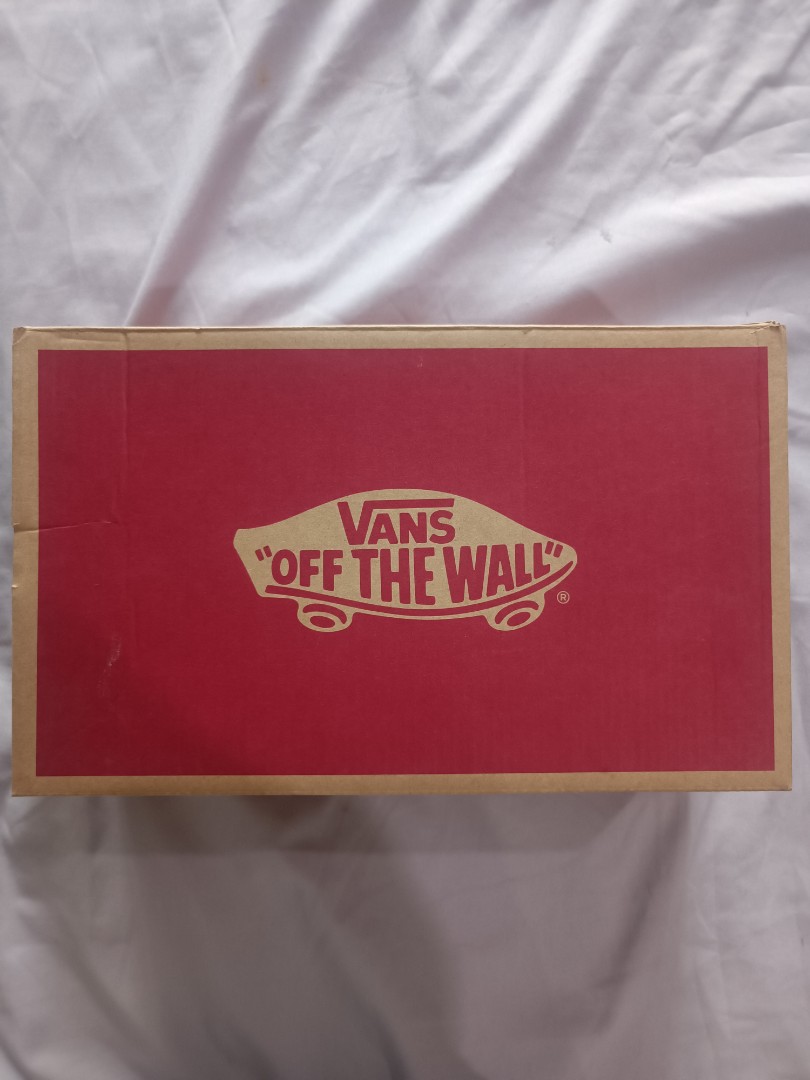 VANS
"OFF THE WALL"
®